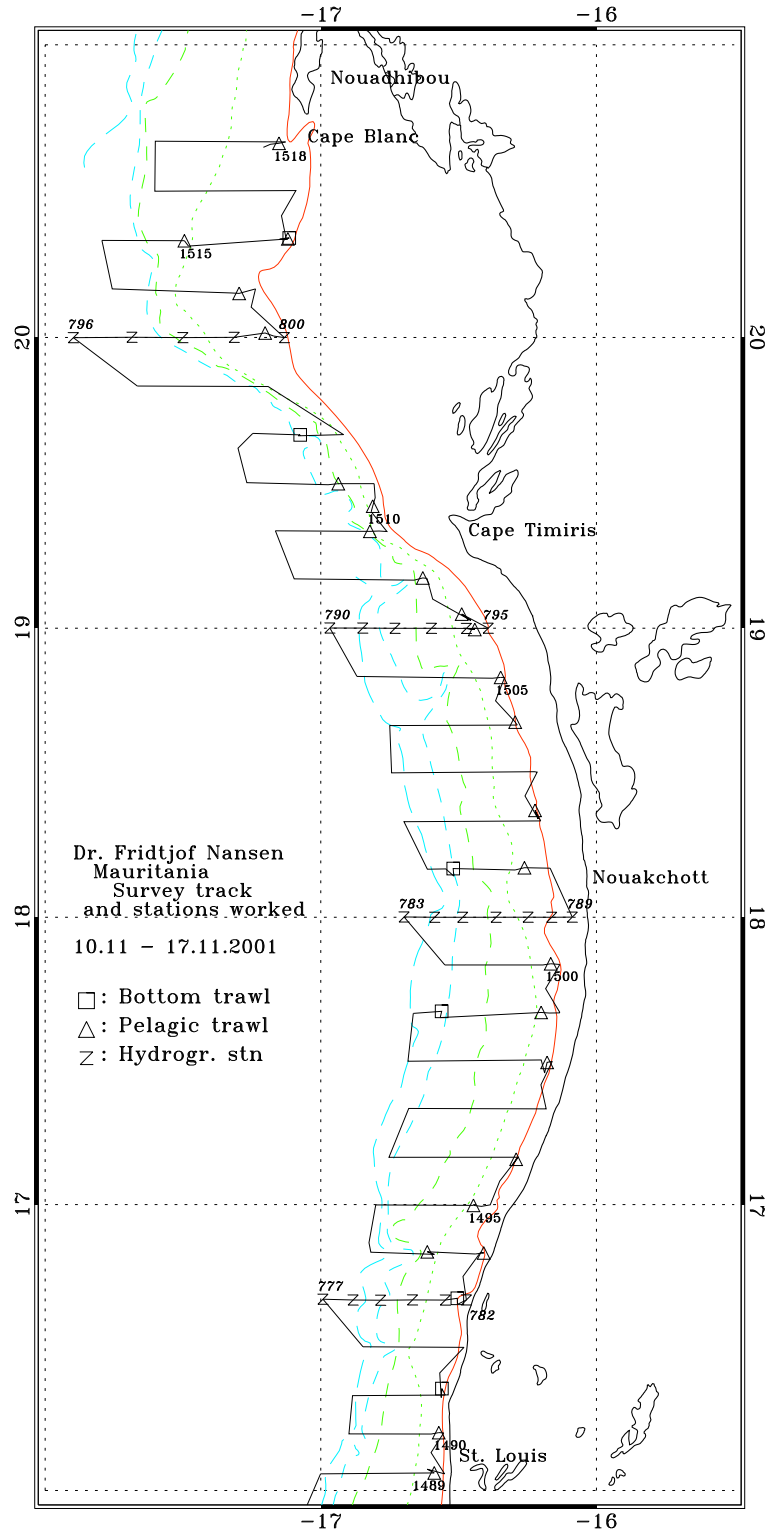 -17 -16
Nouadhibou
Cape Blanc
1518
1515
796 800
20 20
1510
Cape Timiris
790 795
19 19
1505
Dr. Fridtjof Nansen
Mauritania
Survey track
and stations worked
Nouakchott
783 789
18 18
10.11 – 17.11.2001
1500
□ : Bottom trawl
△ : Pelagic trawl
Z : Hydrogr. stn
17 17
1495
777
782
1490
St. Louis
1489
-17 -16